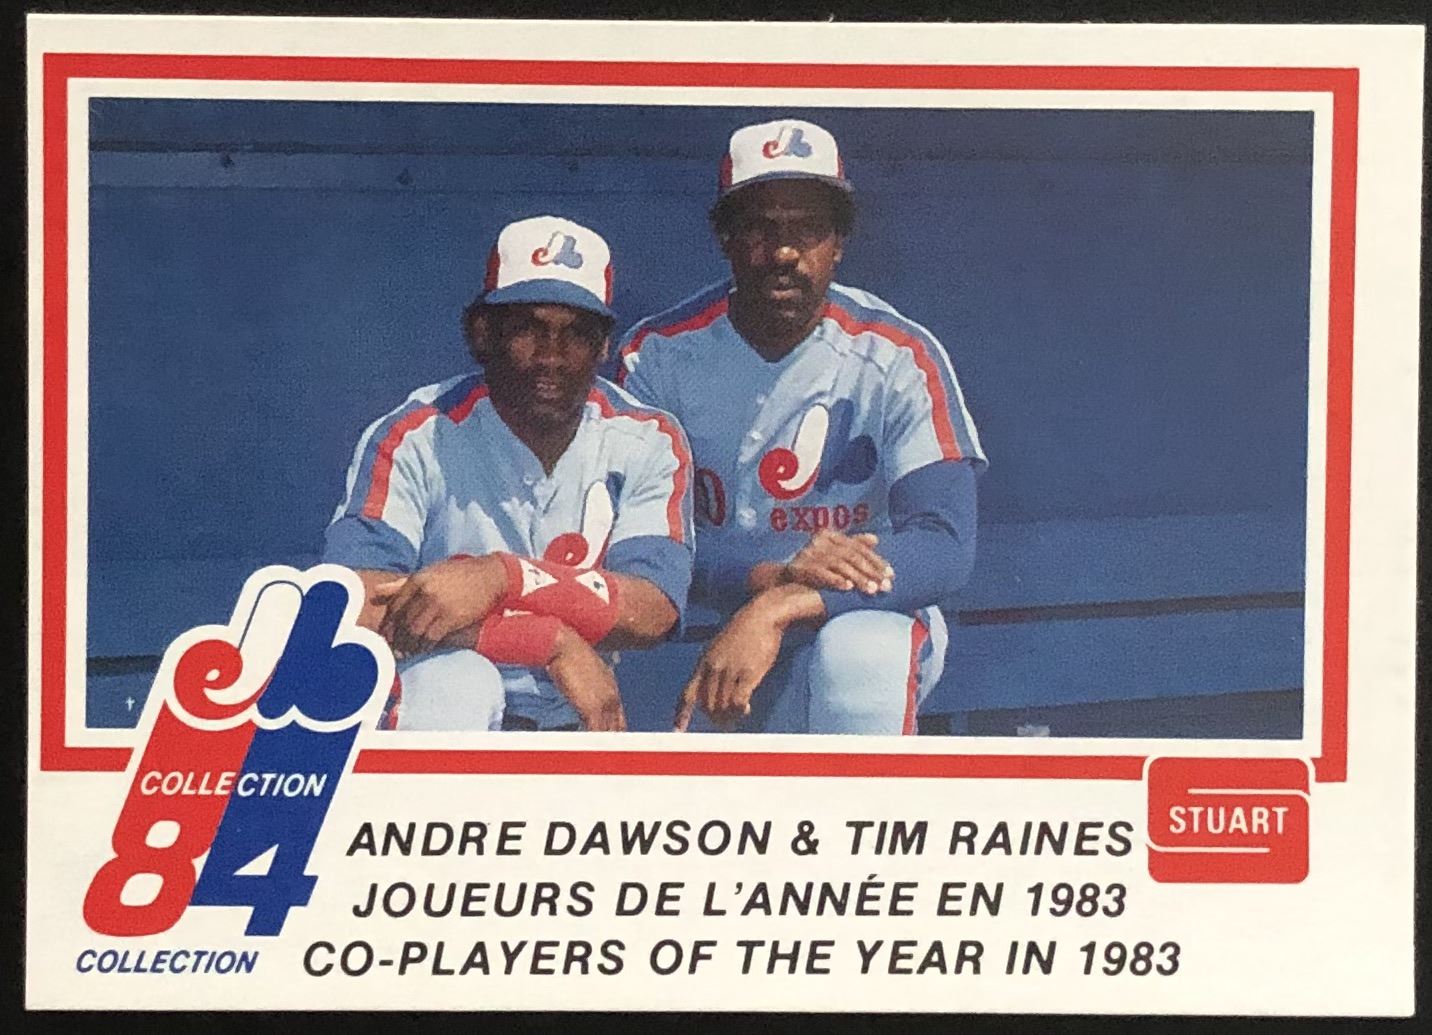 expos
COLLECTION
84
COLLECTION
STUART
ANDRE DAWSON & TIM RAINES
JOUEURS DE L'ANNÉE EN 1983
CO-PLAYERS OF THE YEAR IN 1983